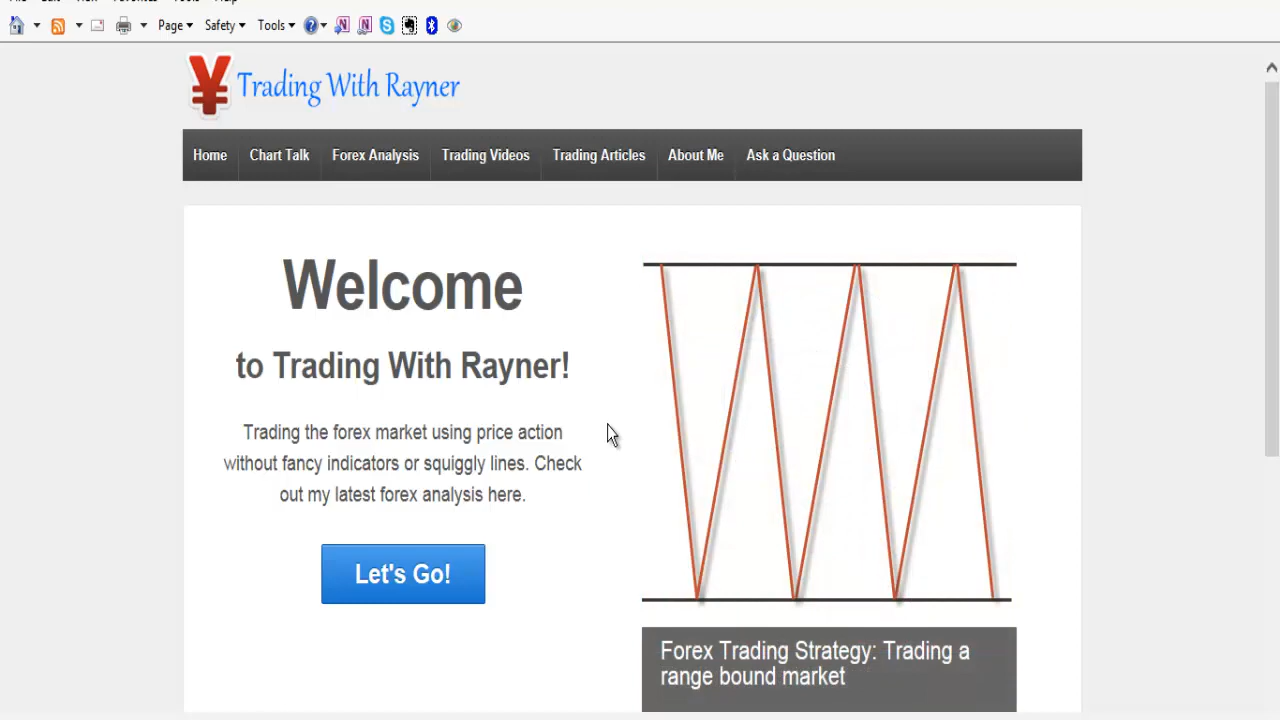 Page Safety Tools
Trading With Rayner
Home Chart Talk Forex Analysis Trading Videos Trading Articles About Me Ask a Question
Welcome
to Trading With Rayner!
Trading the forex market using price action
without fancy indicators or squiggly lines. Check
out my latest forex analysis here.
Let's Go!
Forex Trading Strategy: Trading a
range bound market